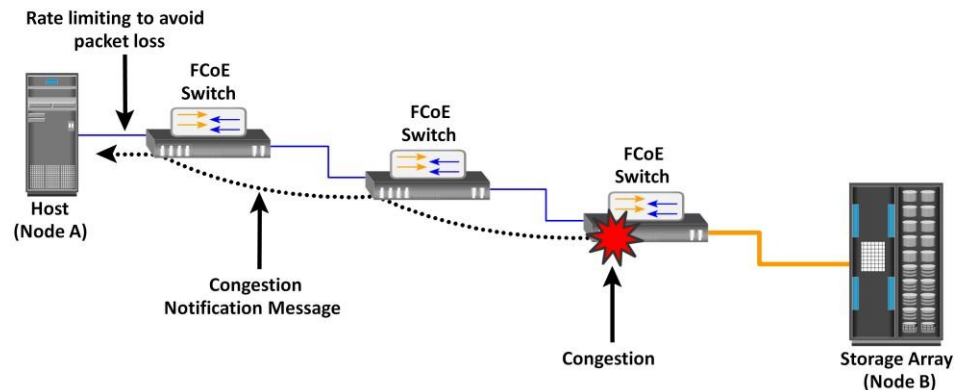 Rate limiting to avoid
packet loss
FCoE
Switch
FCoE
Switch
FCoE
Switch
Host
(Node A)
Congestion
Notification Message
Congestion
Storage Array
(Node B)